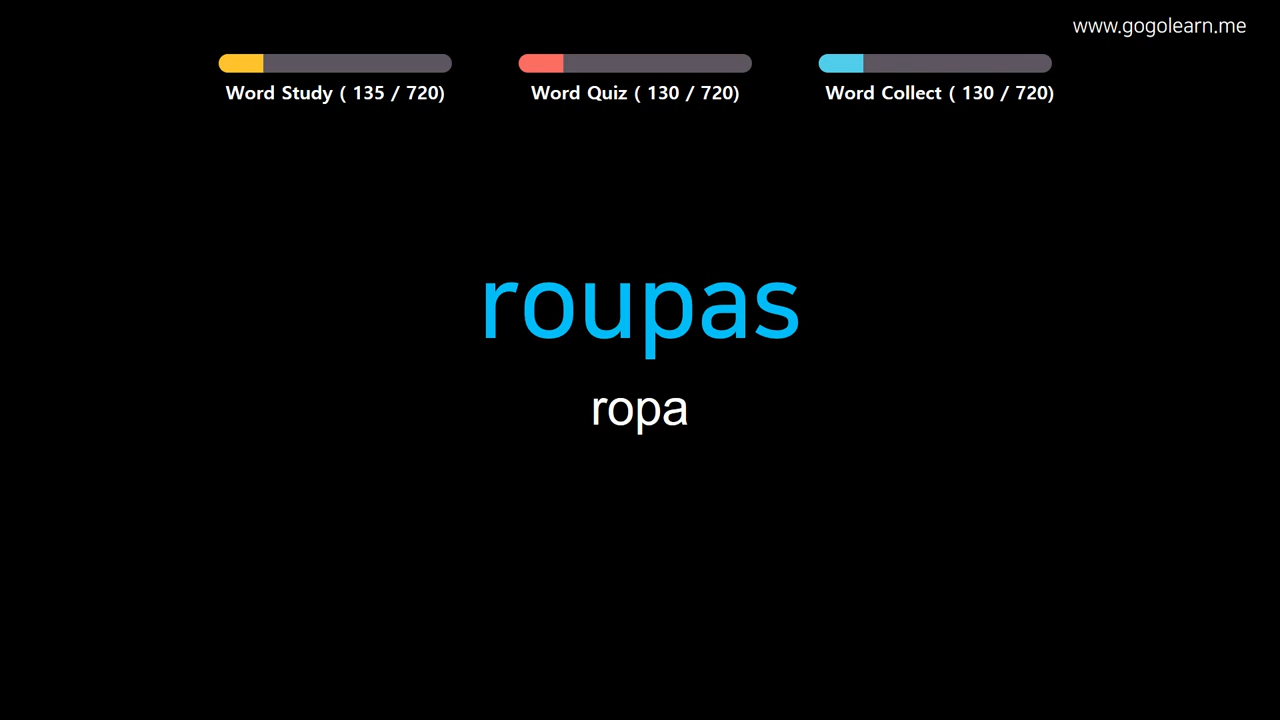 www.gogolearn.me
Word Study ( 135 / 720)
Word Quiz ( 130 / 720)
Word Collect ( 130 / 720)
roupas
ropa